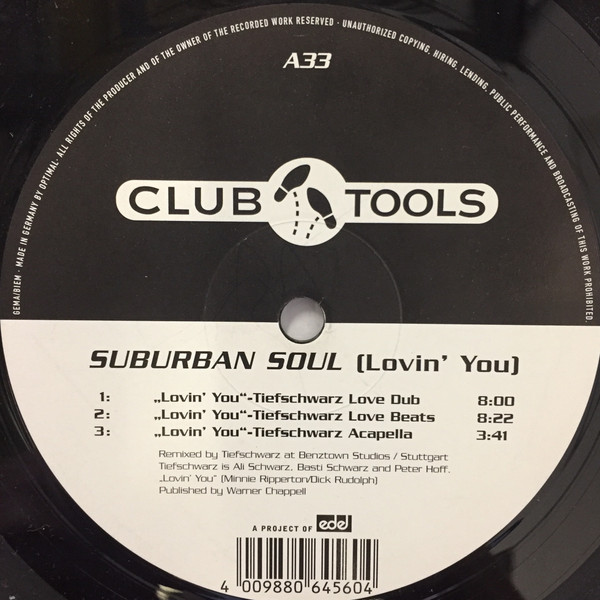 GEMA/BIEM · MADE IN GERMANY BY OPTIMAL · ALL RIGHTS OF THE PRODUCER AND OF THE OWNER OF THE RECORDED WORK RESERVED · UNAUTHORIZED COPYING, HIRING, LENDING, PUBLIC PERFORMANCE AND BROADCASTING OF THIS WORK PROHIBITED.
A33
CLUB TOOLS
SUBURBAN SOUL (Lovin' You)
1: „Lovin' You“-Tiefschwarz Love Dub 8:00
2: „Lovin' You“-Tiefschwarz Love Beats 8:22
3: „Lovin' You“-Tiefschwarz Acapella 3:41
Remixed by Tiefschwarz at Benztown Studios / Stuttgart
Tiefschwarz is Ali Schwarz, Basti Schwarz and Peter Hoff.
„Lovin' You“ (Minnie Ripperton/Dick Rudolph)
Published by Warner Chappell
A PROJECT OF edel
4 009880 645604